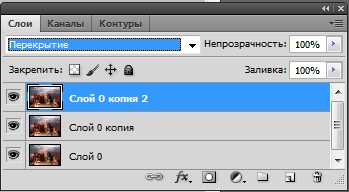 Слои Каналы Контуры
Перекрытие Непрозрачность: 100%
Закрепить: Заливка: 100%
Слой 0 копия 2
Слой 0 копия
Слой 0
fx.